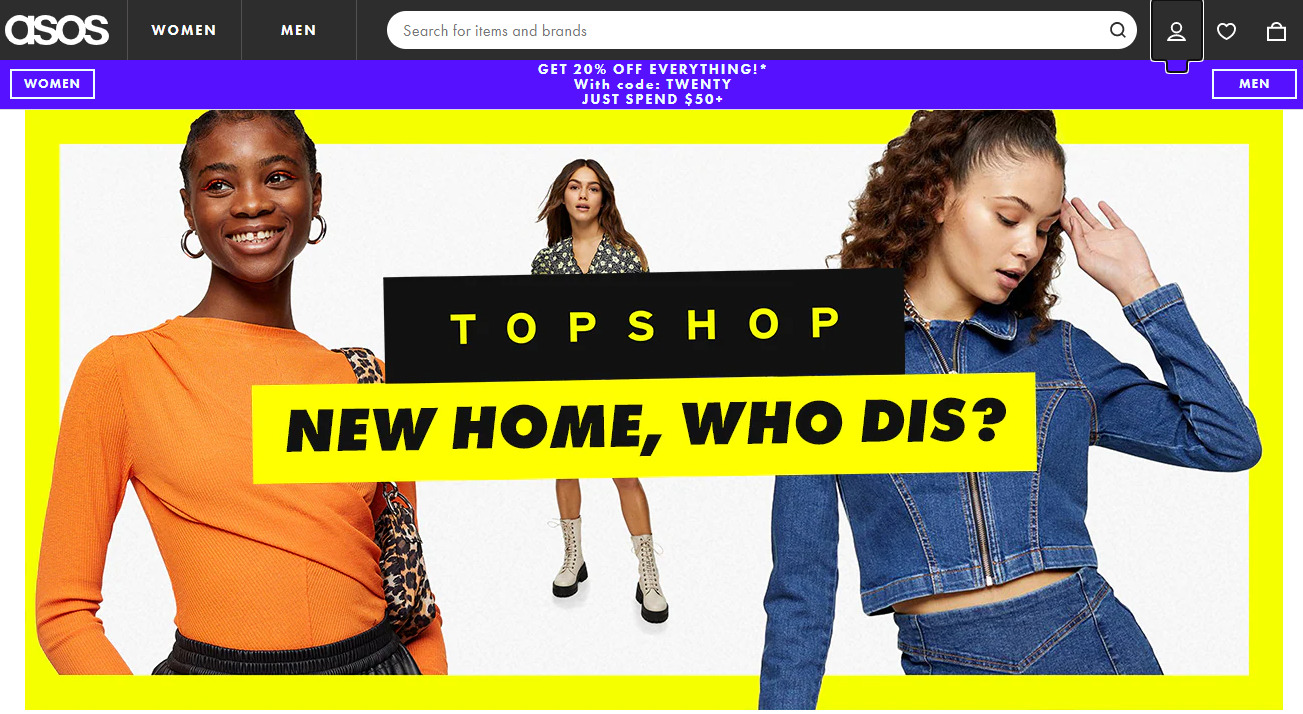 asos
WOMEN
MEN
Search for items and brands
WOMEN
GET 20% OFF EVERYTHING!*
With code: TWENTY
JUST SPEND $50+
MEN
TOPSHOP
NEW HOME, WHO DIS?